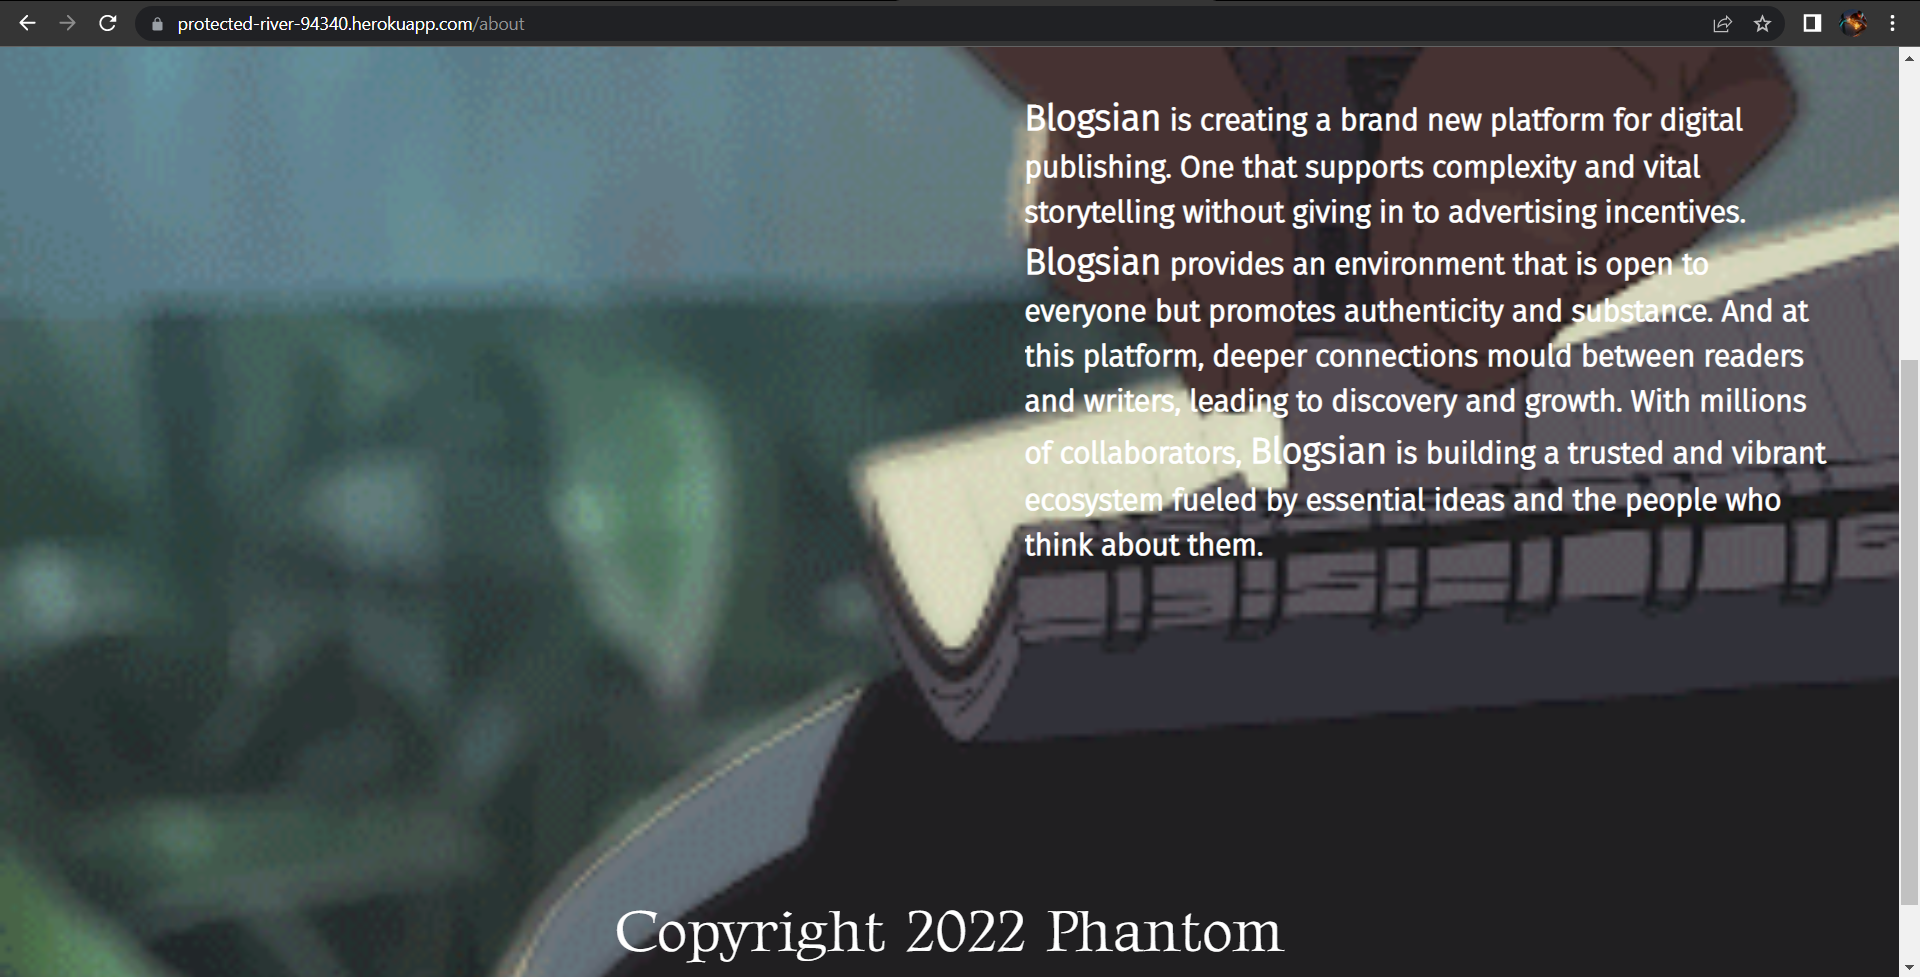 protected-river-94340.herokuapp.com/about
Blogsian is creating a brand new platform for digital
publishing. One that supports complexity and vital
storytelling without giving in to advertising incentives.
Blogsian provides an environment that is open to
everyone but promotes authenticity and substance. And at
this platform, deeper connections mould between readers
and writers, leading to discovery and growth. With millions
of collaborators, Blogsian is building a trusted and vibrant
ecosystem fueled by essential ideas and the people who
think about them.
Copyright 2022 Phantom